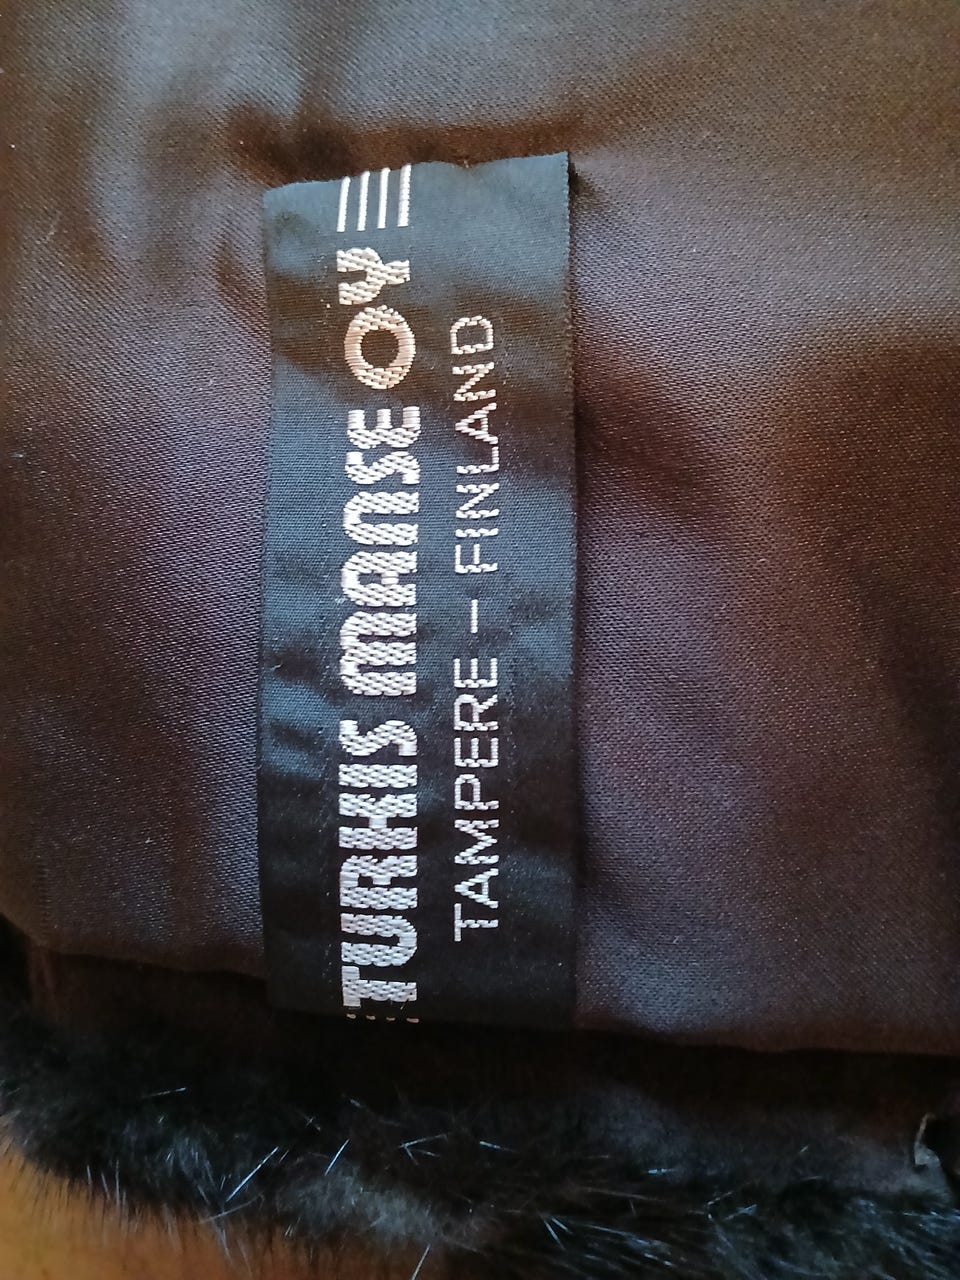 TURKIS MANSE OY
TAMPERE – FINLAND